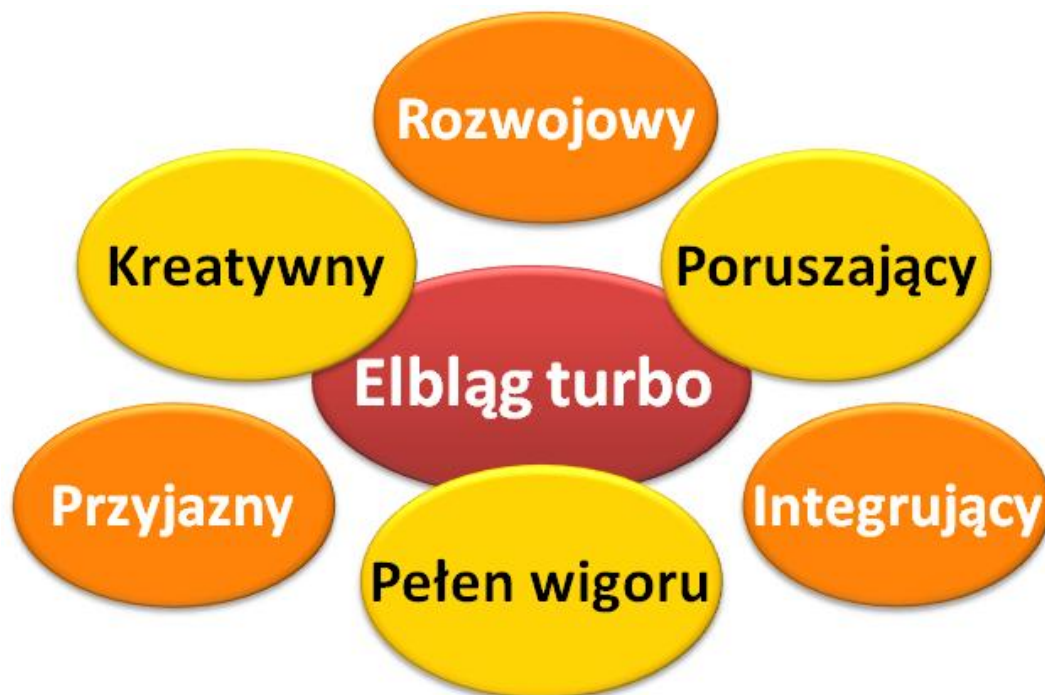 Rozwojowy
Kreatywny
Poruszający
Elbląg turbo
Przyjazny
Integrujący
Pełen wigoru